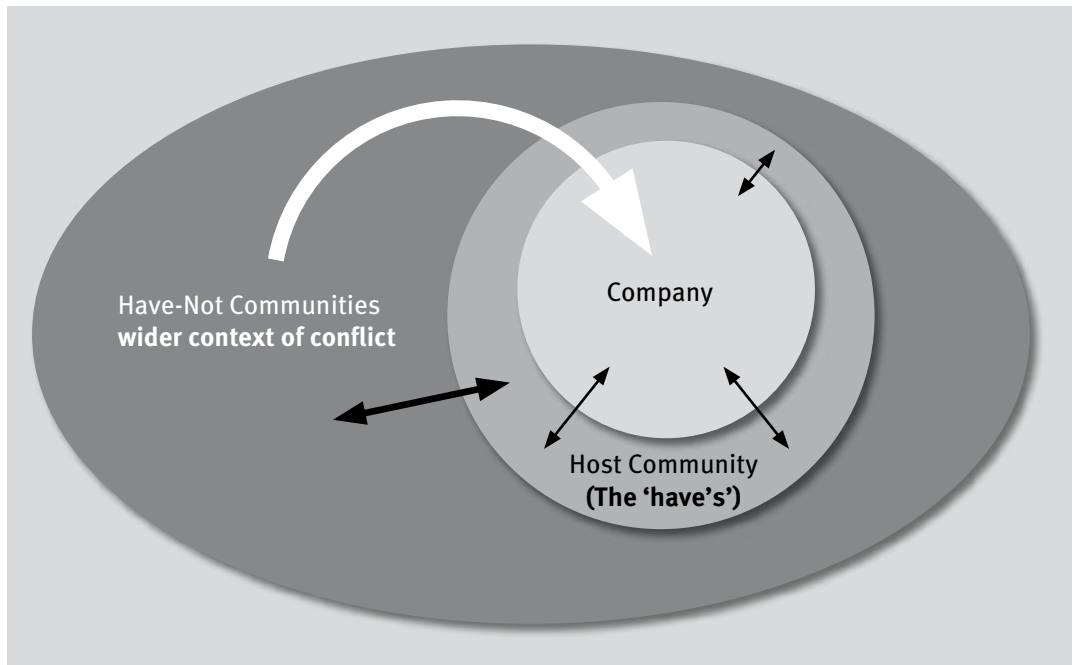 Have-Not Communities
wider context of conflict
Company
Host Community
(The ‘have’s’)